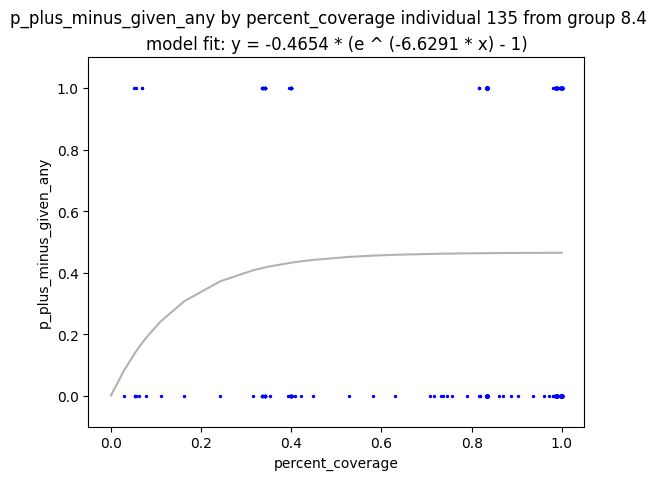 p_plus_minus_given_any by percent_coverage individual 135 from group 8.4
model fit: y = -0.4654 * (e ^ (-6.6291 * x) - 1)
1.0
0.8
0.6
0.4
0.2
0.0
p_plus_minus_given_any
0.0 0.2 0.4 0.6 0.8 1.0
percent_coverage